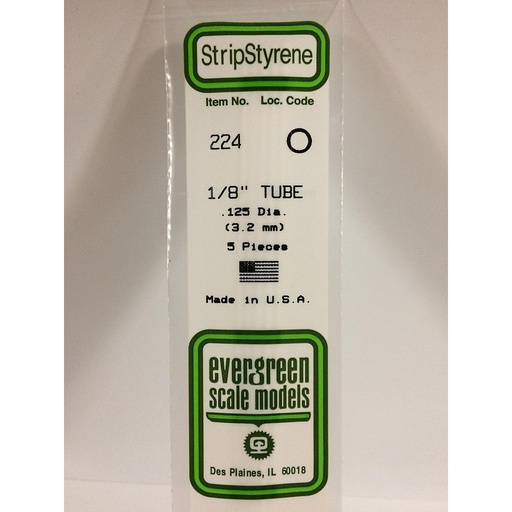 StripStyrene
Item No. Loc. Code
224
1/8" TUBE
.125 Dia.
(3.2 mm)
5 Pieces
Made in U.S.A.
evergreen
scale models
Des Plaines, IL 60018